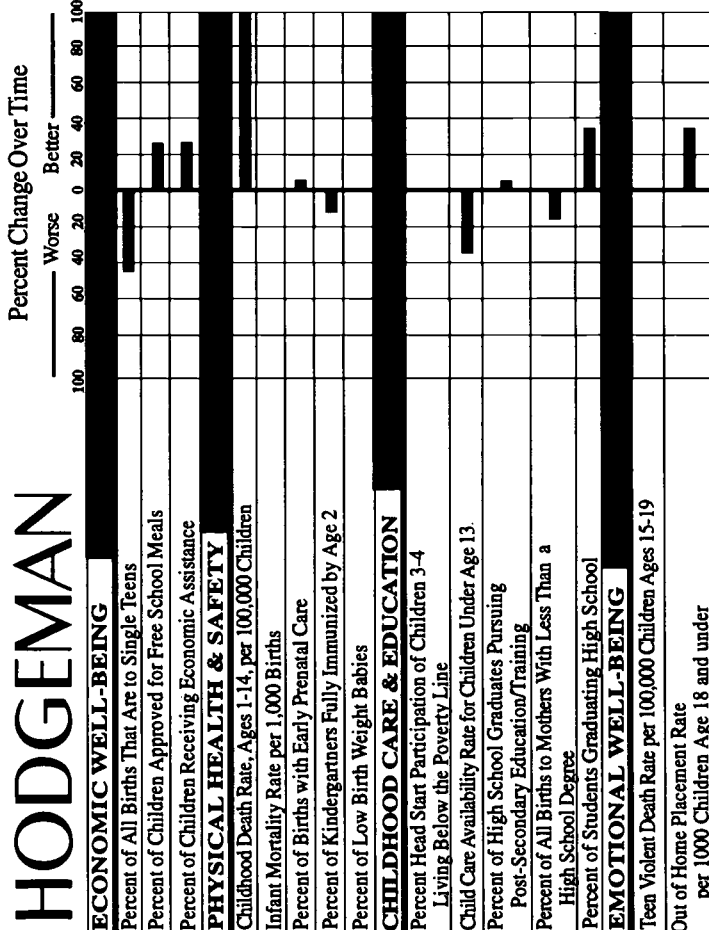 HODGEMAN
Percent Change Over Time
Worse Better
100 80 60 40 20 0 20 40 60 80 100
ECONOMIC WELL-BEING
Percent of All Births That Are to Single Teens
Percent of Children Approved for Free School Meals
Percent of Children Receiving Economic Assistance
PHYSICAL HEALTH & SAFETY
Childhood Death Rate, Ages 1-14, per 100,000 Children
Infant Mortality Rate per 1,000 Births
Percent of Births with Early Prenatal Care
Percent of Kindergartners Fully Immunized by Age 2
Percent of Low Birth Weight Babies
CHILDHOOD CARE & EDUCATION
Percent Head Start Participation of Children 3-4
Living Below the Poverty Line
Child Care Availability Rate for Children Under Age 13
Percent of High School Graduates Pursuing
Post-Secondary Education/Training
Percent of All Births to Mothers With Less Than a
High School Degree
Percent of Students Graduating High School
EMOTIONAL WELL-BEING
Teen Violent Death Rate per 100,000 Children Ages 15-19
Out of Home Placement Rate
per 1000 Children Age 18 and under